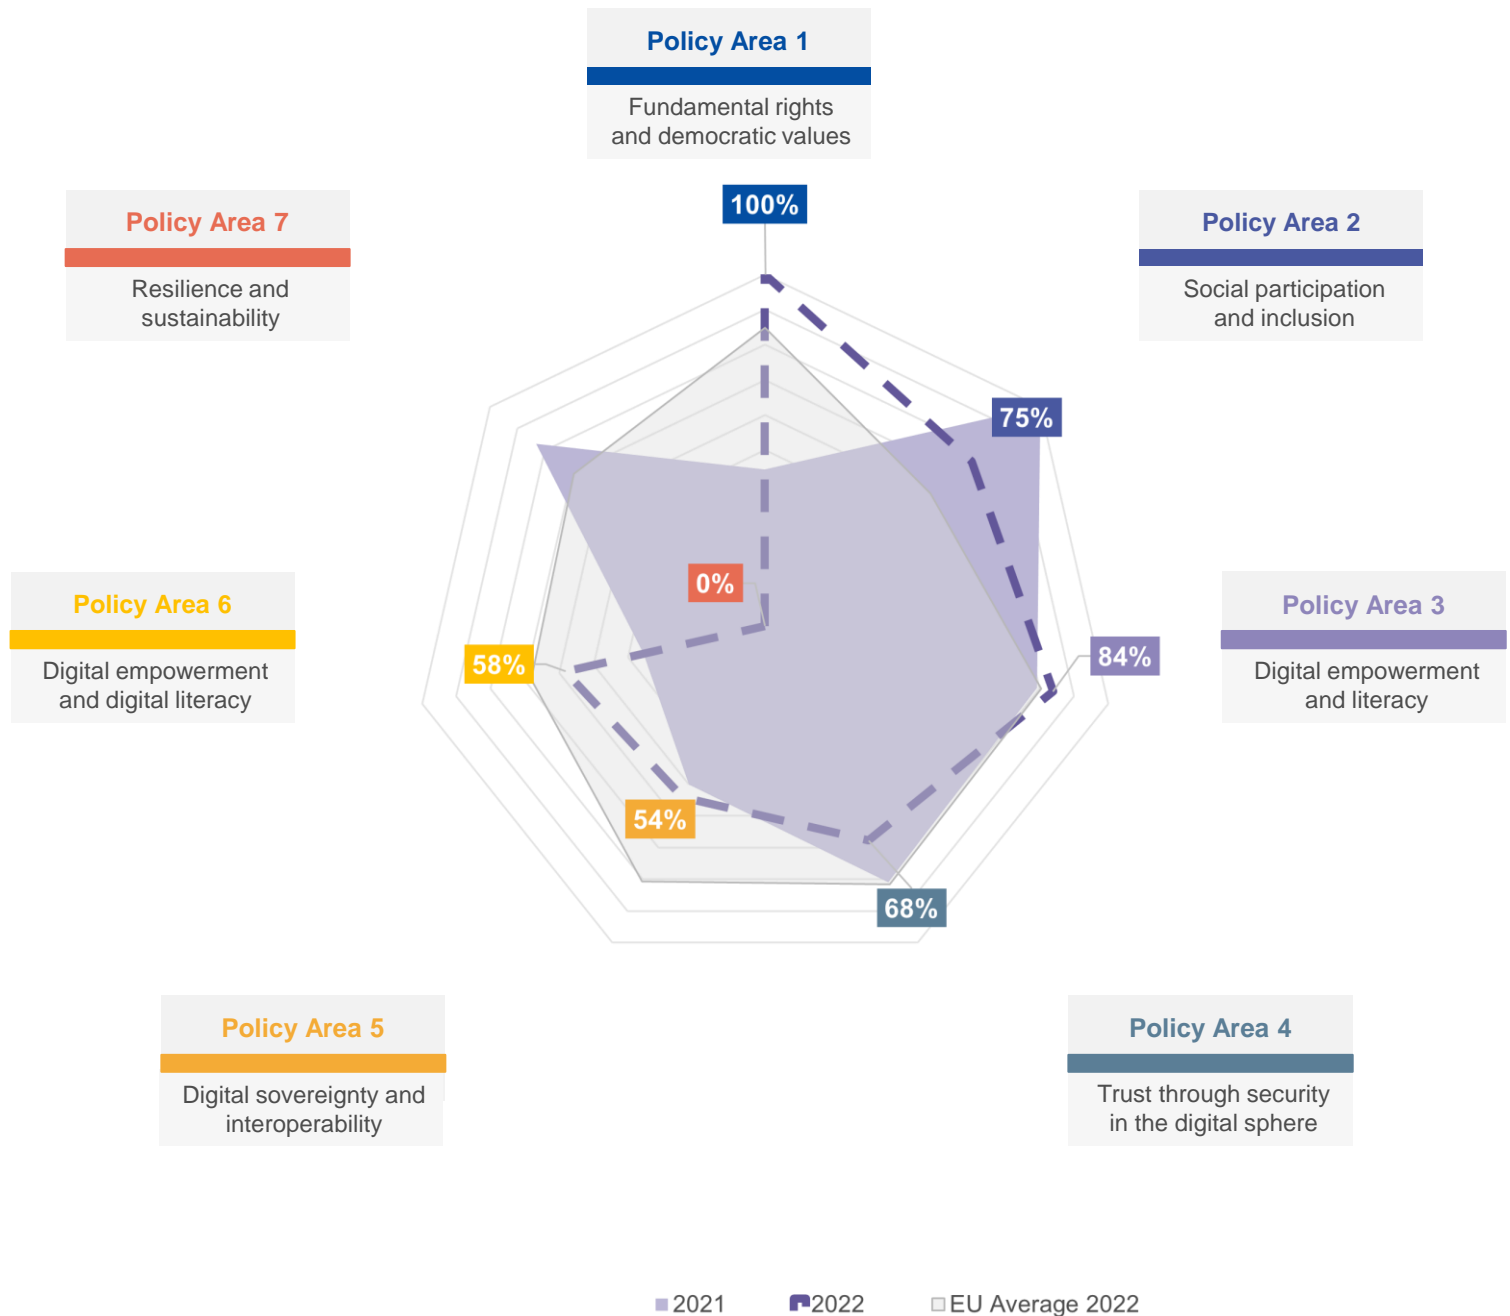 Policy Area 1
Fundamental rights
and democratic values
100%
Policy Area 7
Resilience and
sustainability
Policy Area 2
Social participation
and inclusion
75%
0%
Policy Area 6
Digital empowerment
and digital literacy
58%
84%
Policy Area 3
Digital empowerment
and literacy
54%
68%
Policy Area 5
Digital sovereignty and
interoperability
Policy Area 4
Trust through security
in the digital sphere
2021
2022
EU Average 2022